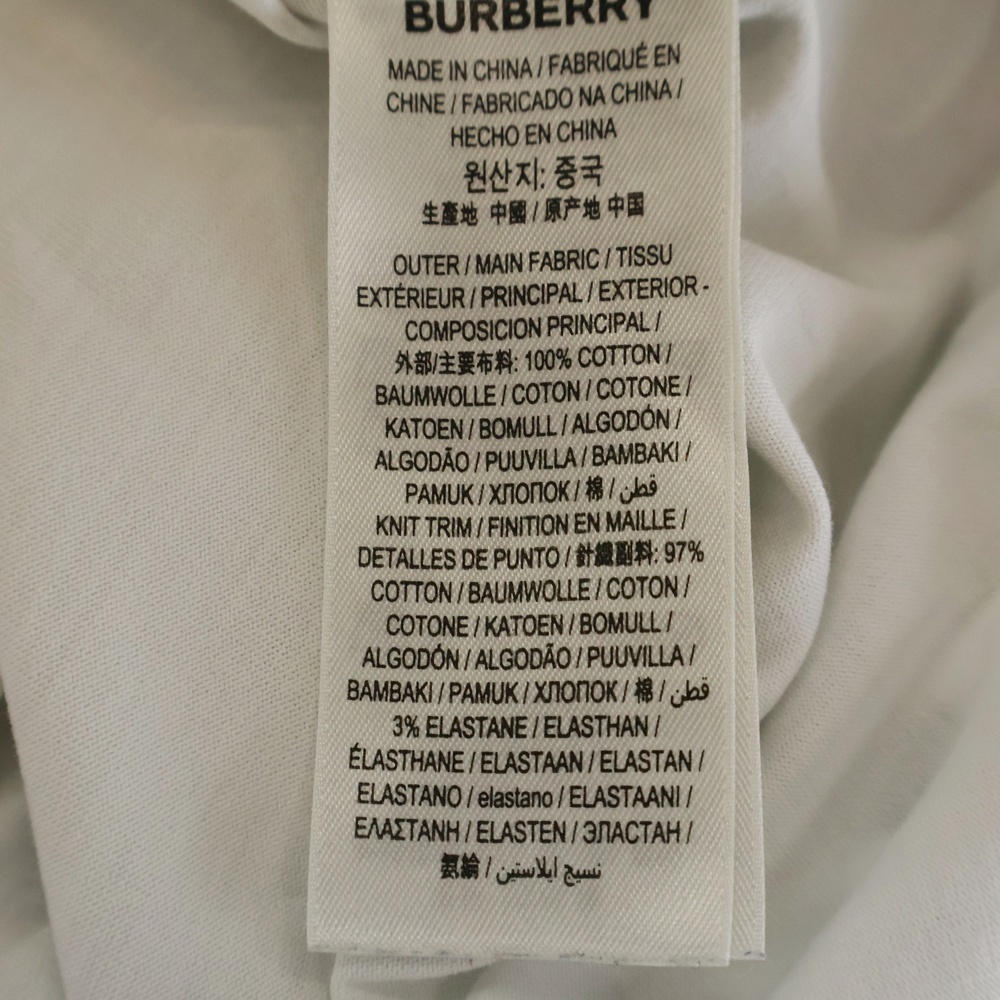 BURBERRY
MADE IN CHINA / FABRIQUÉ EN
CHINE / FABRICADO NA CHINA /
HECHO EN CHINA
원산지: 중국
生產地 中國 / 原产地 中国
OUTER / MAIN FABRIC / TISSU
EXTÉRIEUR / PRINCIPAL / EXTERIOR -
COMPOSICION PRINCIPAL /
外部/主要布料: 100% COTTON /
BAUMWOLLE / COTON / COTONE /
KATOEN / BOMULL / ALGODÓN /
ALGODÃO / PUUVILLA / BAMBAKI /
PAMUK / ХЛОПОК / 棉 / قطن
KNIT TRIM / FINITION EN MAILLE /
DETALLES DE PUNTO / 針織副料: 97%
COTTON / BAUMWOLLE / COTON /
COTONE / KATOEN / BOMULL /
ALGODÓN / ALGODÃO / PUUVILLA /
BAMBAKI / PAMUK / ХЛОПОК / 棉 / قطن
3% ELASTANE / ELASTHAN /
ÉLASTHANE / ELASTAAN / ELASTAN /
ELASTANO / elastano / ELASTAANI /
ΕΛΑΣΤΑΝΗ / ELASTEN / ЭЛАСТАН /
氨綸 / نسيج ايلاستين